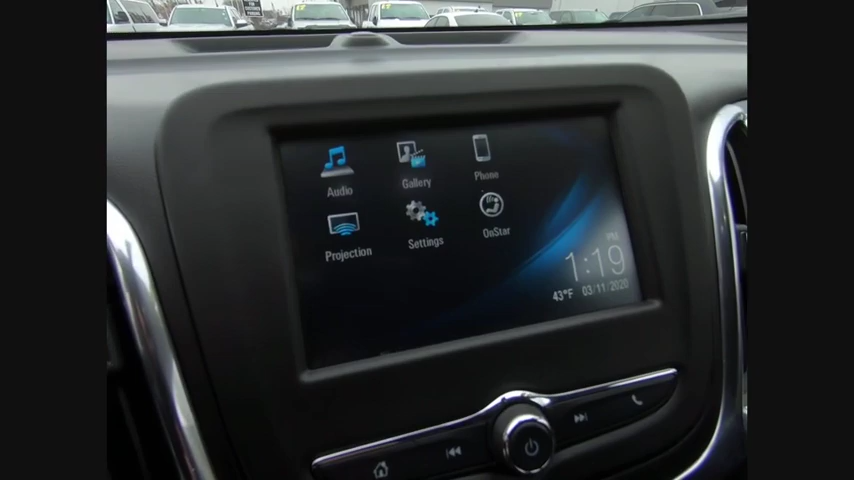 Audio
Gallery
Phone
Projection
Settings
OnStar
PM
1:19
43°F 03/11/2020